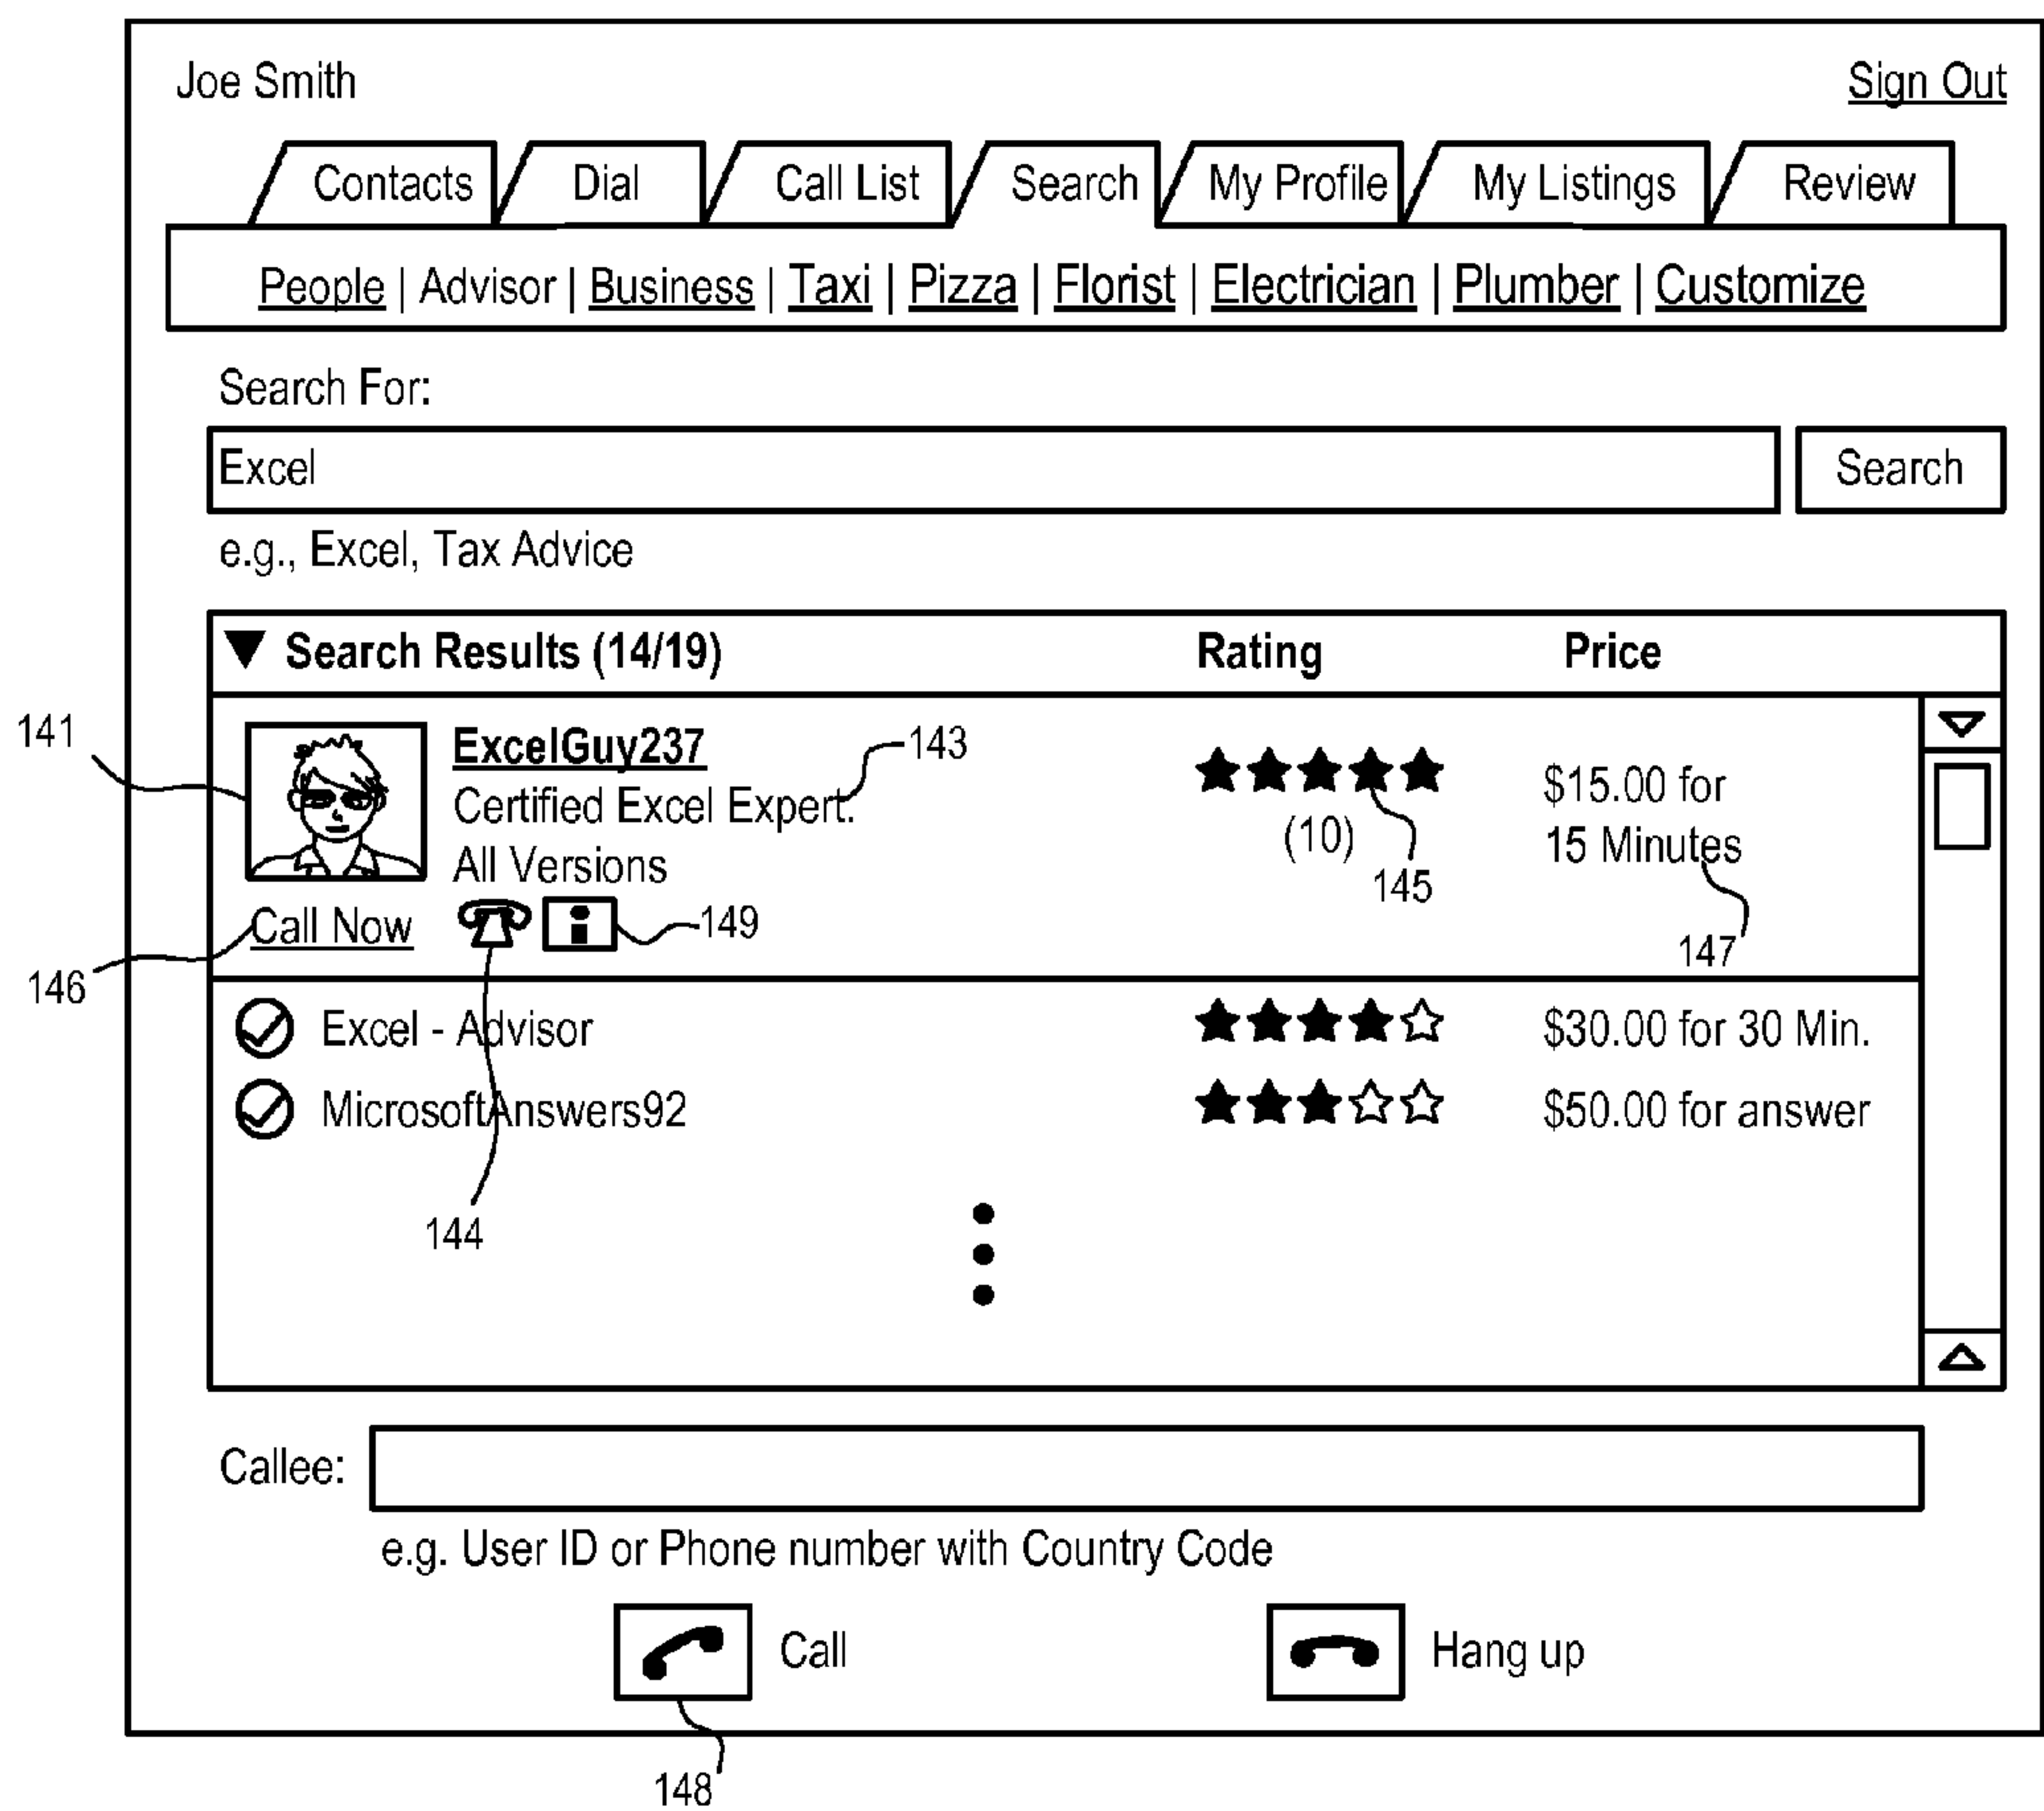 Joe Smith Sign Out
Contacts Dial Call List Search My Profile My Listings Review
People | Advisor | Business | Taxi | Pizza | Florist | Electrician | Plumber | Customize
Search For:
Excel Search
e.g., Excel, Tax Advice
Search Results (14/19) Rating Price
141
ExcelGuy237 143
Certified Excel Expert. $15.00 for
(10) 15 Minutes
All Versions 145
Call Now 149
147
146
Excel - Advisor $30.00 for 30 Min.
MicrosoftAnswers92 $50.00 for answer
144
Callee:
e.g. User ID or Phone number with Country Code
Call Hang up
148